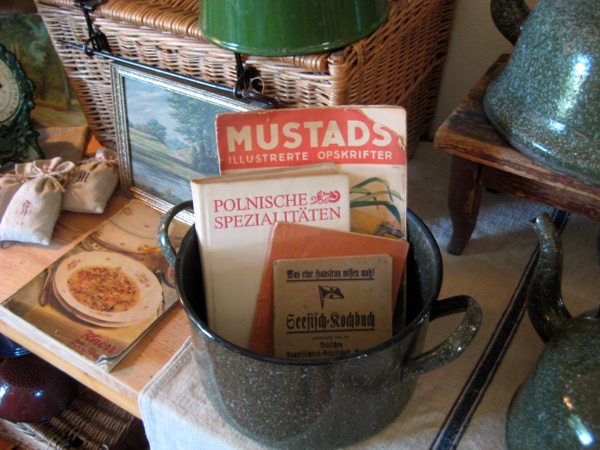 MUSTADS
ILLUSTRERTE OPSKRIFTER
POLNISCHE
SPEZIALITÄTEN
Was eine Hausfrau wissen muß!
Seefisch-Kochbuch
Deutschen